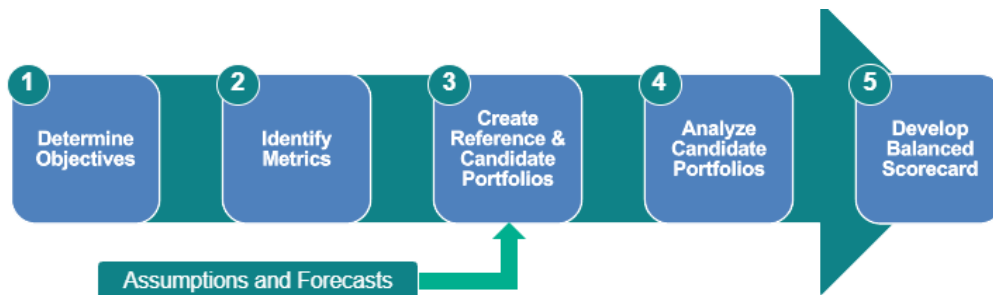 1
Determine
Objectives
2
Identify
Metrics
3
Create
Reference &
Candidate
Portfolios
4
Analyze
Candidate
Portfolios
5
Develop
Balanced
Scorecard
Assumptions and Forecasts